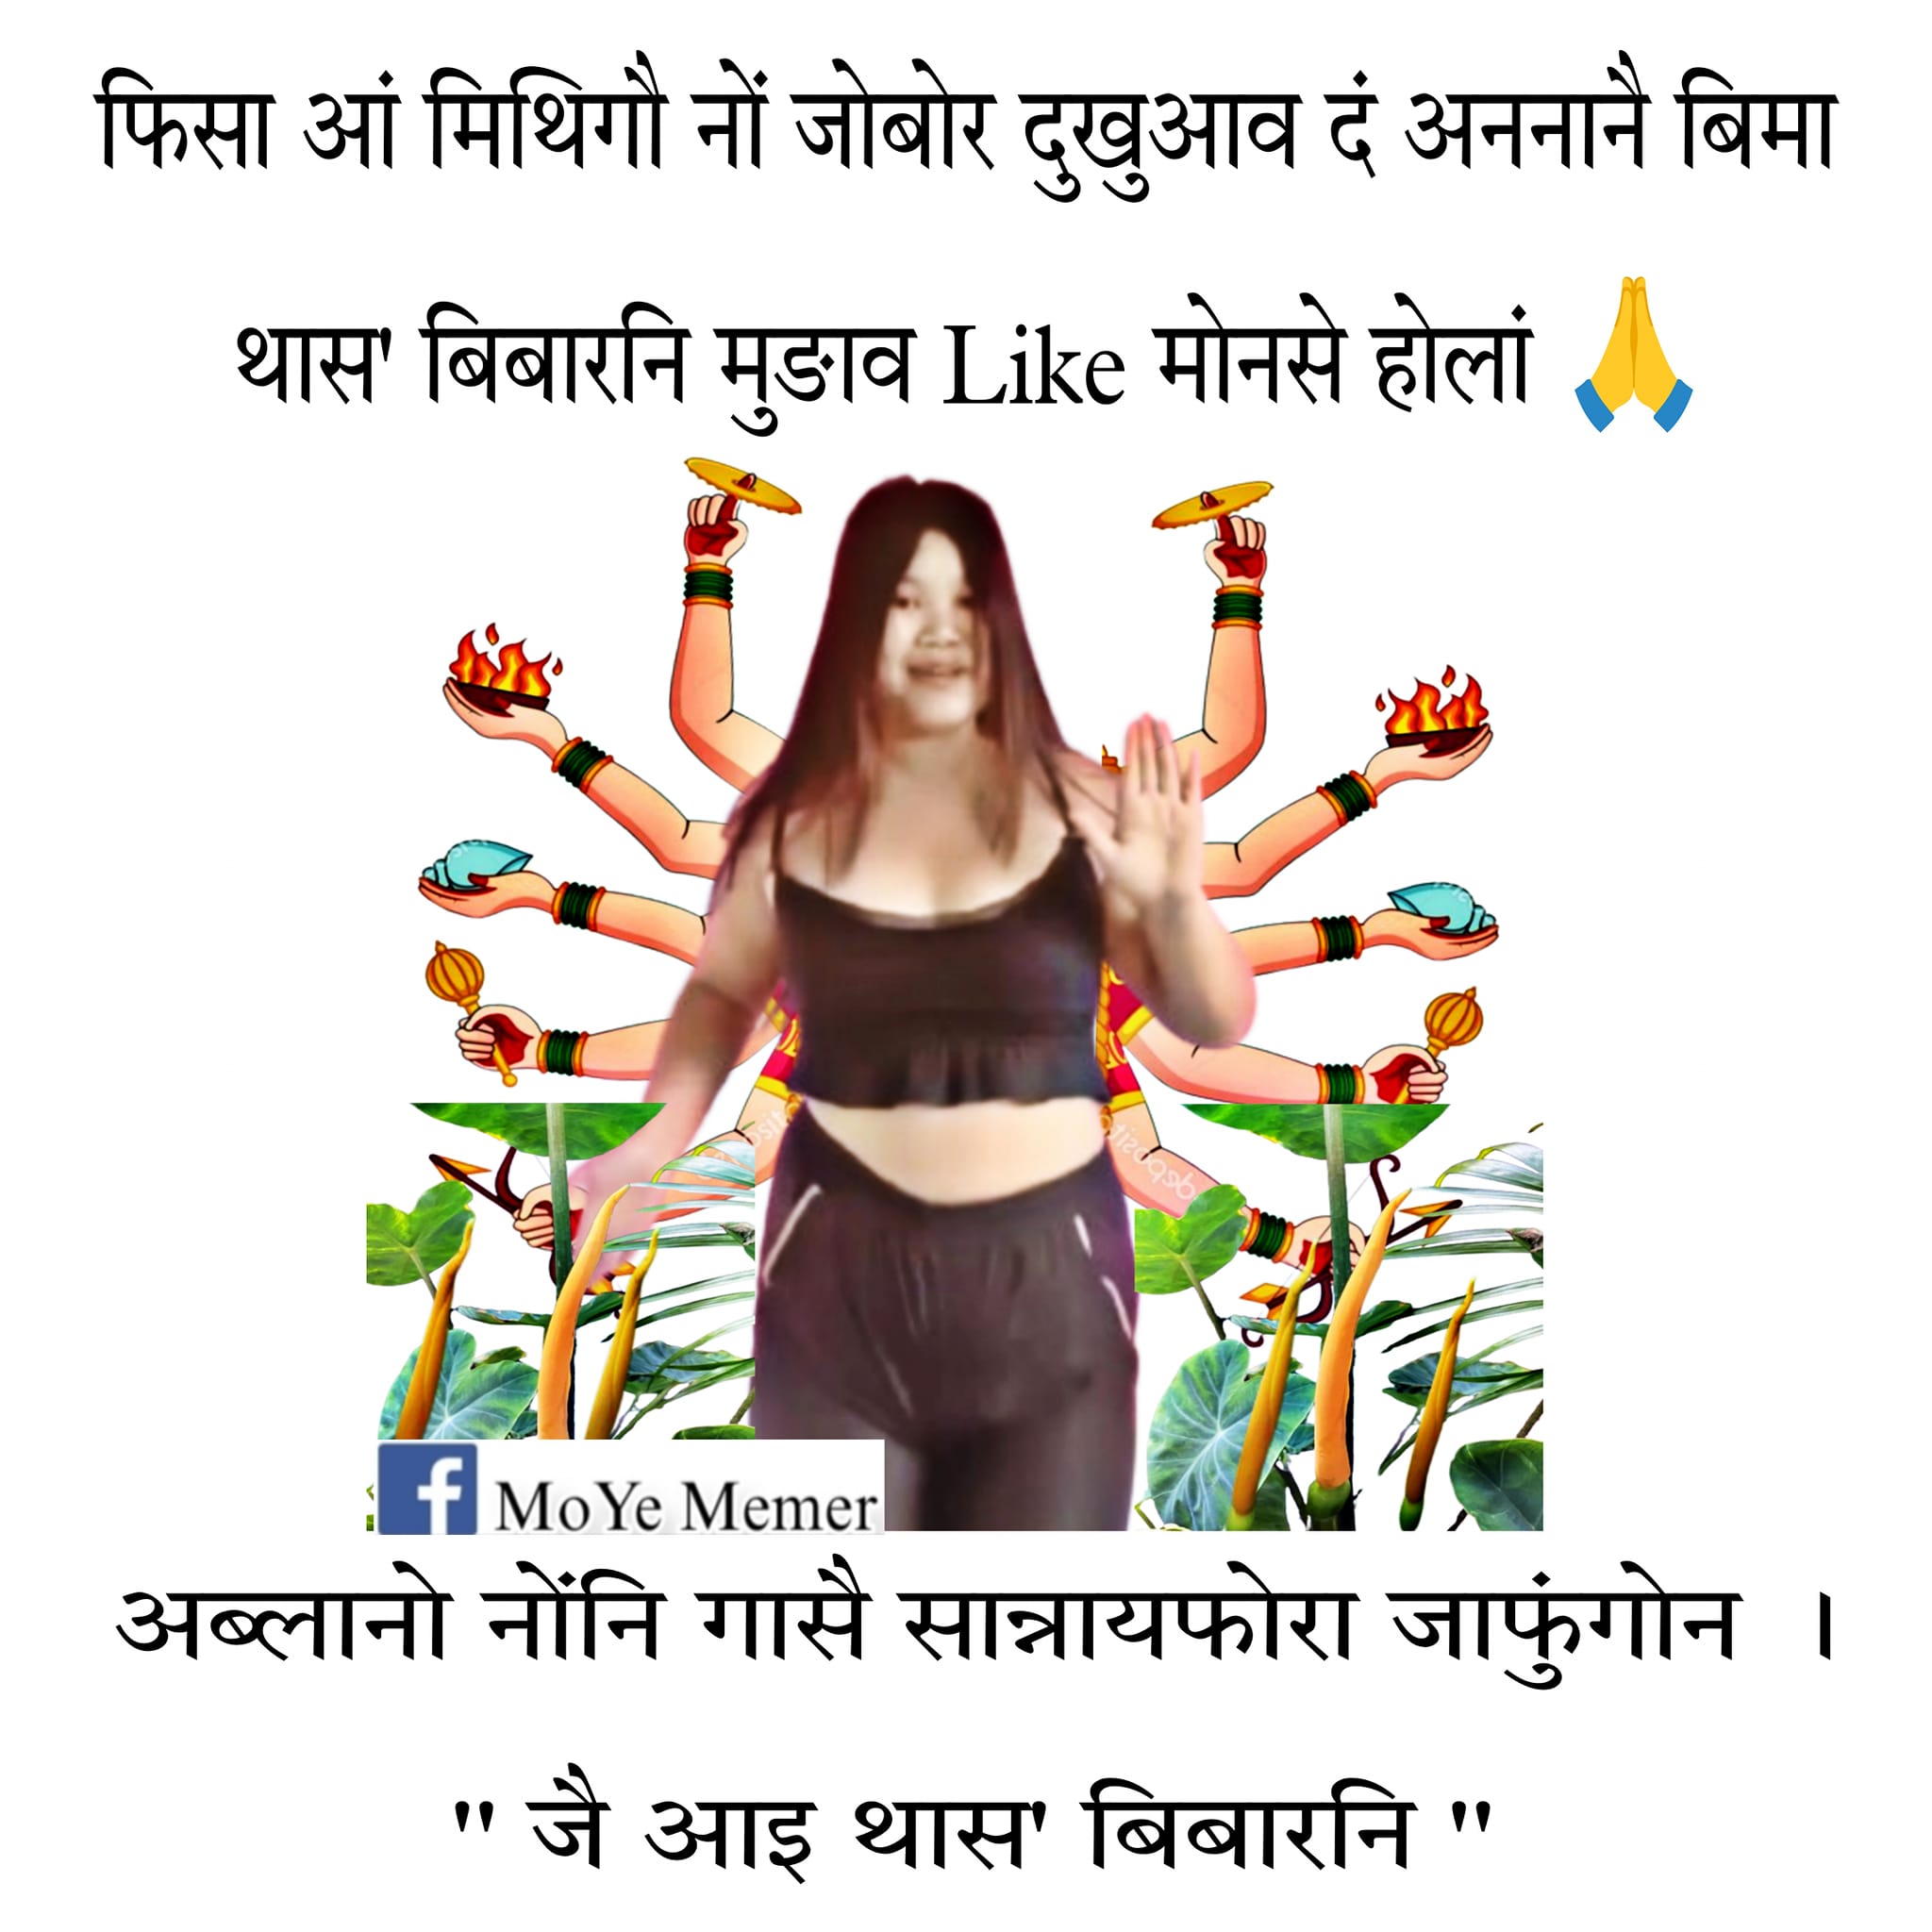 फिसा आं मिथिगौ नों जोबोर दुखुआव दं अननानै बिमा
थास' बिबारनि मुङाव Like मोनसे होलां 🙏
f MoYe Memer
अब्लानो नोंनि गासै सान्नायफोरा जाफुंगोन ।
" जै आइ थास' बिबारनि "